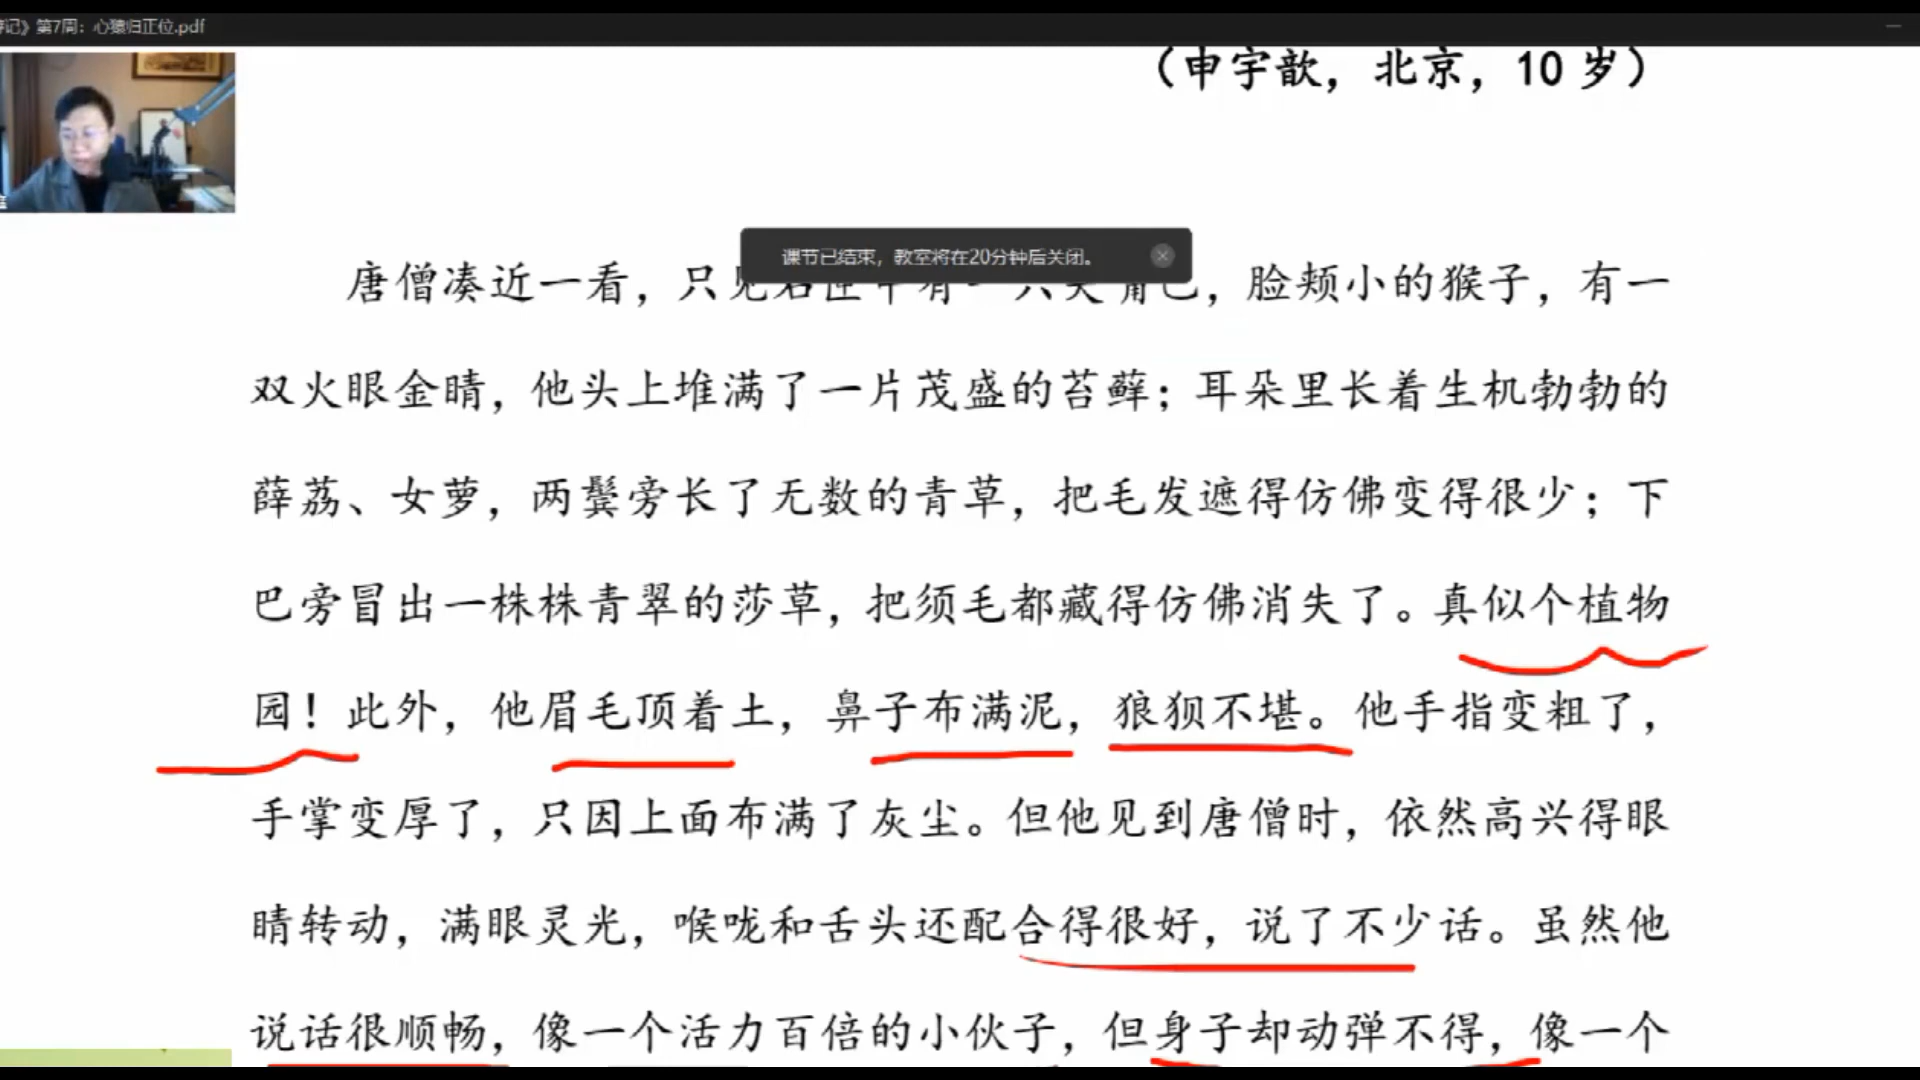 记》第7周：心猿归正位.pdf
（申宇歆，北京，10 岁）
课节已结束，教室将在20分钟后关闭。
唐僧凑近一看，只见石匣中有一只尖嘴巴，脸颊小的猴子，有一
双火眼金睛，他头上堆满了一片茂盛的苔藓；耳朵里长着生机勃勃的
薜荔、女萝，两鬓旁长了无数的青草，把毛发遮得仿佛变得很少；下
巴旁冒出一株株青翠的莎草，把须毛都藏得仿佛消失了。真似个植物
园！此外，他眉毛顶着土，鼻子布满泥，狼狈不堪。他手指变粗了，
手掌变厚了，只因上面布满了灰尘。但他见到唐僧时，依然高兴得眼
睛转动，满眼灵光，喉咙和舌头还配合得很好，说了不少话。虽然他
说话很顺畅，像一个活力百倍的小伙子，但身子却动弹不得，像一个